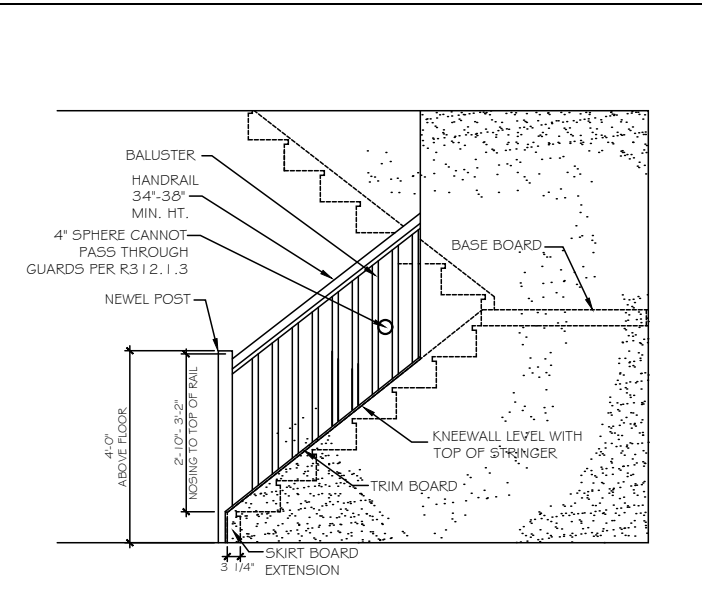 BALUSTER
HANDRAIL
34"-38"
MIN. HT.
4" SPHERE CANNOT
PASS THROUGH
GUARDS PER R312.1.3
NEWEL POST
BASE BOARD
4'-0"
ABOVE FLOOR
2'-10"- 3'-2"
NOSING TO TOP OF RAIL
KNEEWALL LEVEL WITH
TOP OF STRINGER
TRIM BOARD
SKIRT BOARD
EXTENSION
3 1/4"